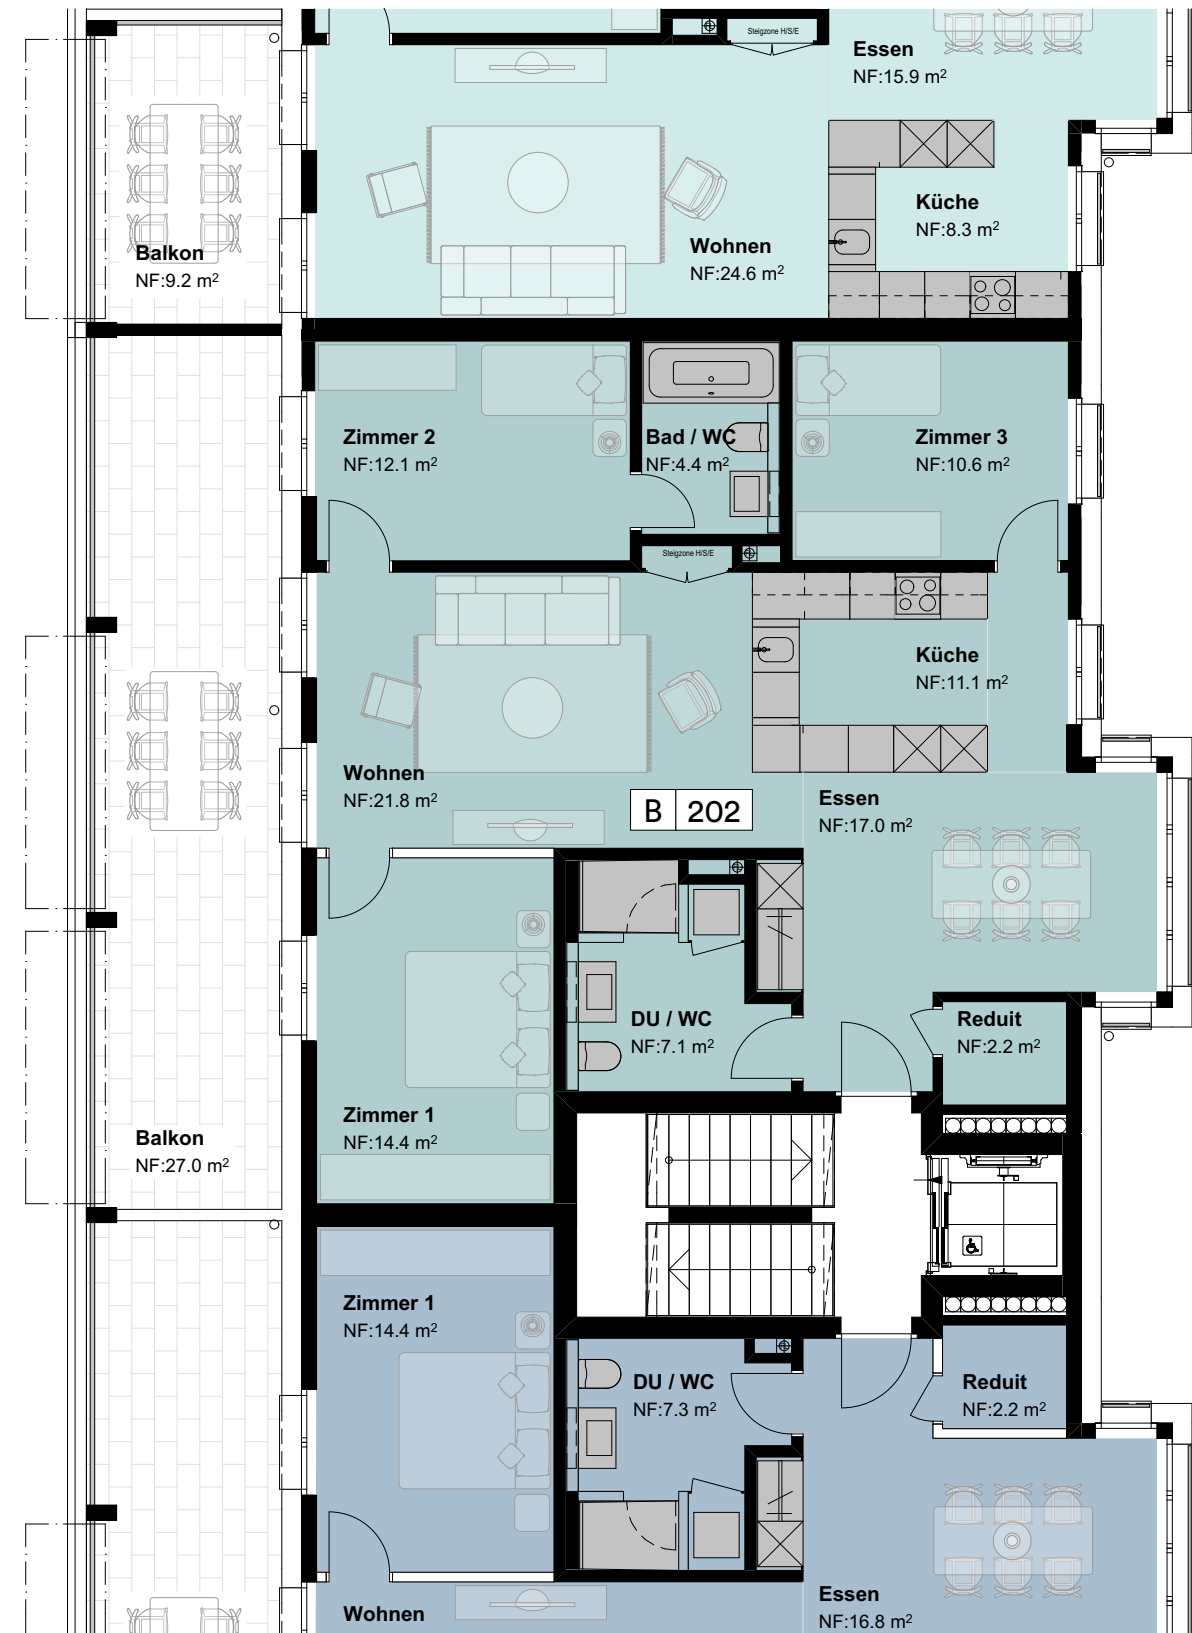 Steigzone H/S/E
Essen
NF:15.9 m²
Küche
NF:8.3 m²
Wohnen
NF:24.6 m²
Balkon
NF:9.2 m²
Zimmer 2
NF:12.1 m²
Bad / WC
NF:4.4 m²
Zimmer 3
NF:10.6 m²
Steigzone H/S/E
Küche
NF:11.1 m²
Wohnen
NF:21.8 m²
B 202
Essen
NF:17.0 m²
DU / WC
NF:7.1 m²
Reduit
NF:2.2 m²
Zimmer 1
NF:14.4 m²
Balkon
NF:27.0 m²
Zimmer 1
NF:14.4 m²
DU / WC
NF:7.3 m²
Reduit
NF:2.2 m²
Essen
NF:16.8 m²
Wohnen